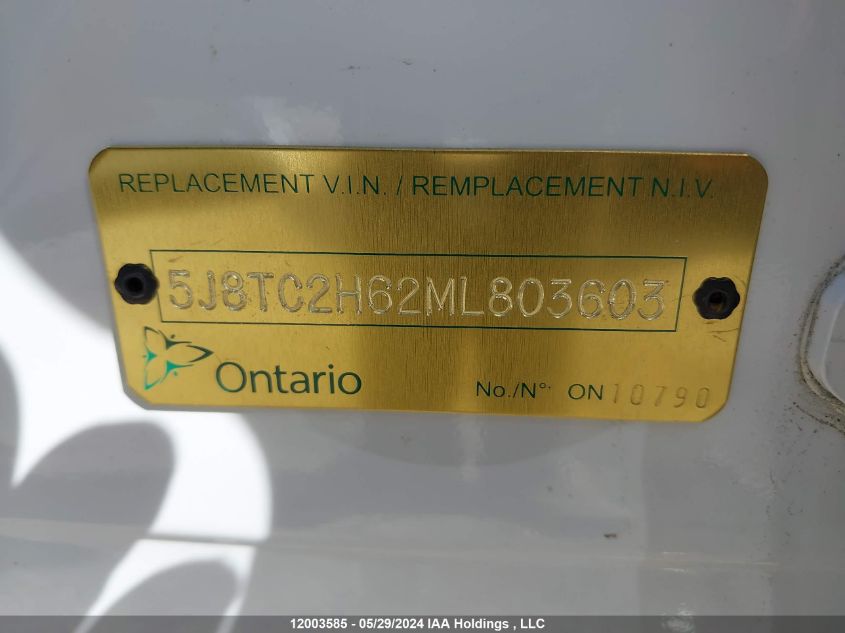 REPLACEMENT V.I.N. / REMPLACEMENT N.I.V.
5J8TC2H62ML803603
Ontario
No./N°. ON10790
12003585 - 05/29/2024 IAA Holdings , LLC